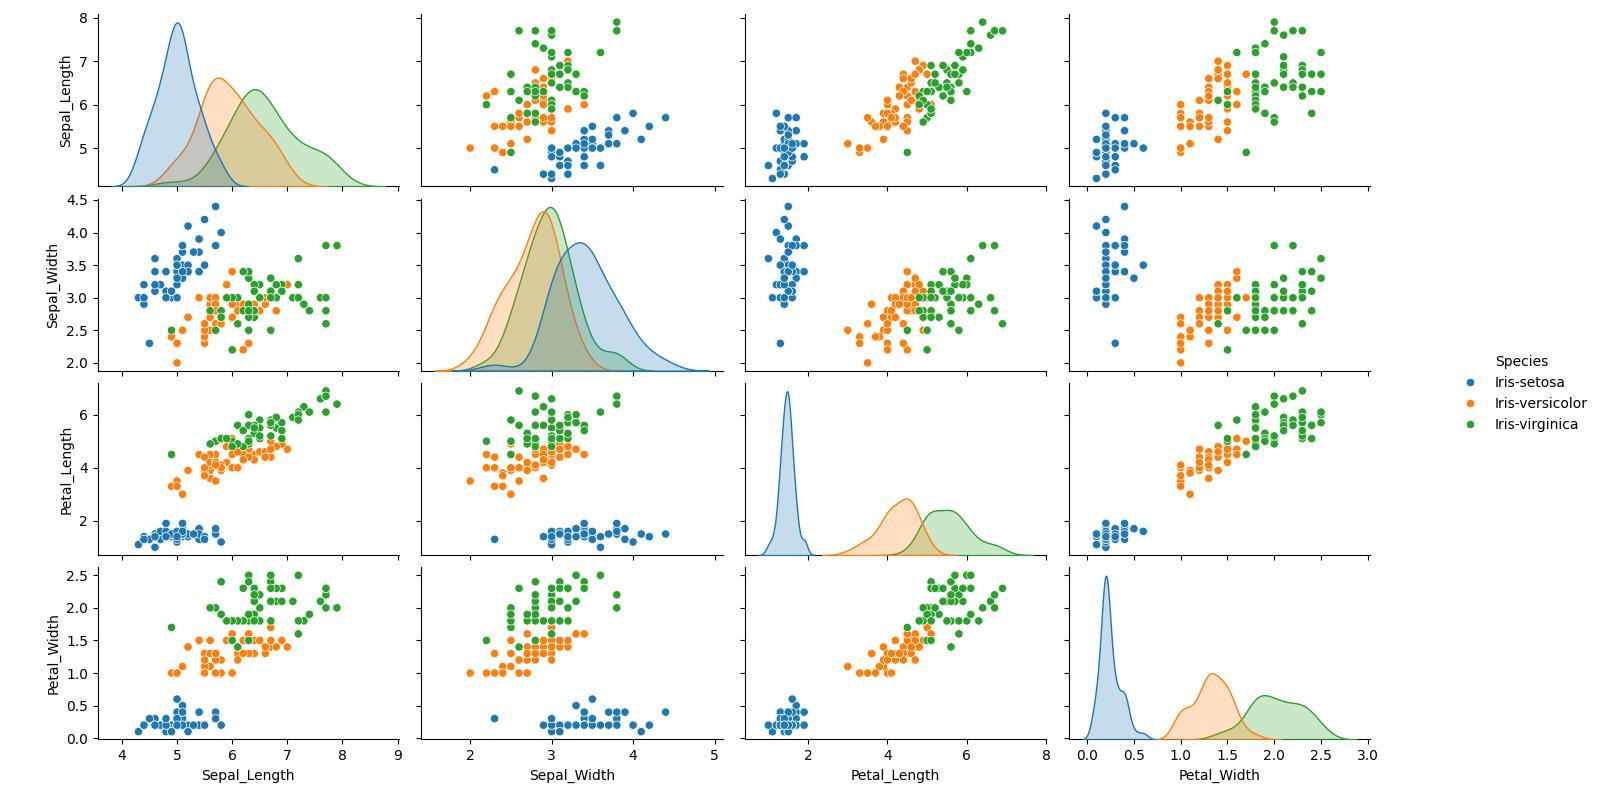 8
7
6
5
Sepal_Length
4.5
4.0
3.5
3.0
2.5
2.0
Sepal_Width
6
4
2
Petal_Length
2.5
2.0
1.5
1.0
0.5
0.0
Petal_Width
4 5 6 7 8 9
Sepal_Length
2 3 4 5
Sepal_Width
2 4 6 8
Petal_Length
0.0 0.5 1.0 1.5 2.0 2.5 3.0
Petal_Width
Species
Iris-setosa
Iris-versicolor
Iris-virginica